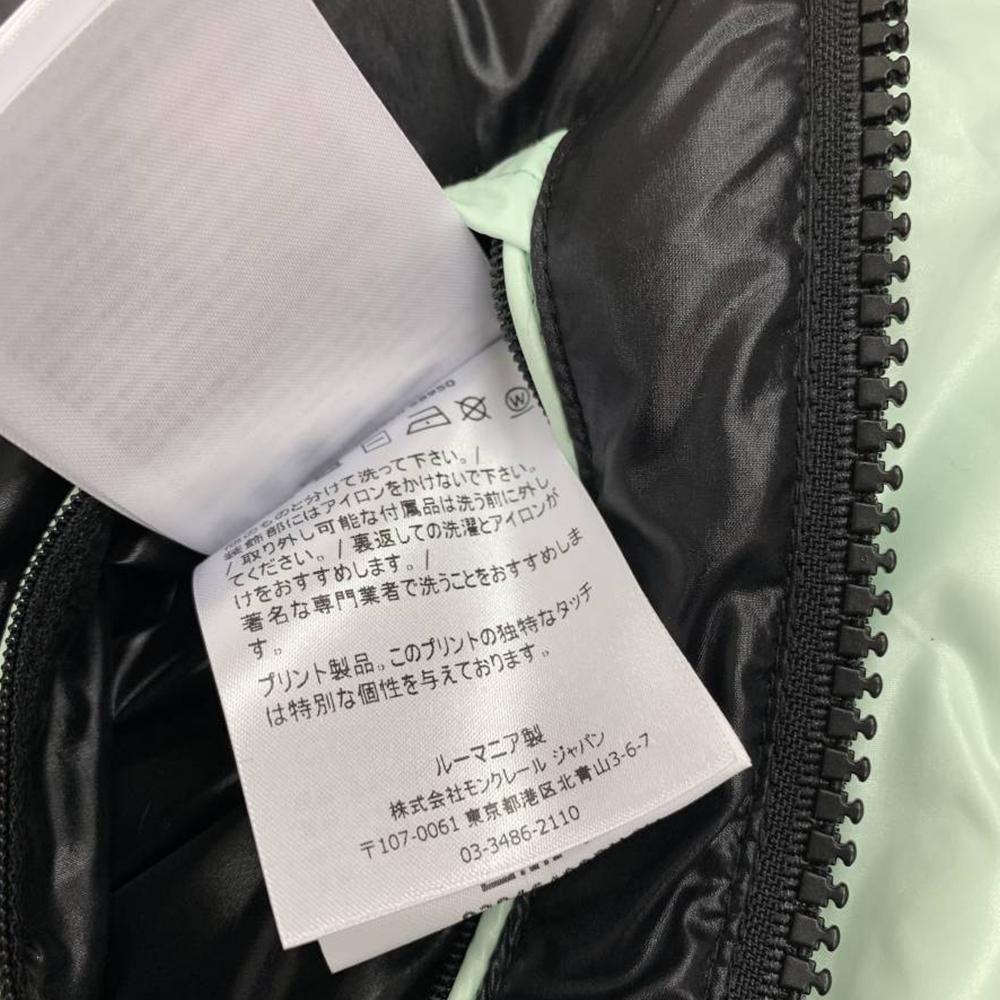 のものと分けて洗って下さい。/
装飾部にはアイロンをかけないで下さい。
/ 取り外し可能な付属品は洗う前に外し
てください。/ 裏返しての洗濯とアイロンが
けをおすすめします。/
著名な専門業者で洗うことをおすすめしま
す。
プリント製品。このプリントの独特なタッチ
は特別な個性を与えております。
ルーマニア製
株式会社モンクレール ジャパン
〒107-0061 東京都港区北青山3-6-7
03-3486-2110